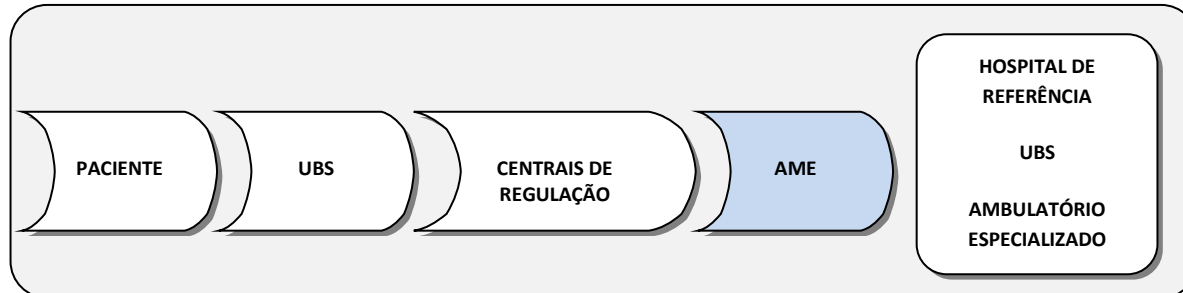 PACIENTE
UBS
CENTRAIS DE
REGULAÇÃO
AME
HOSPITAL DE
REFERÊNCIA
UBS
AMBULATÓRIO
ESPECIALIZADO